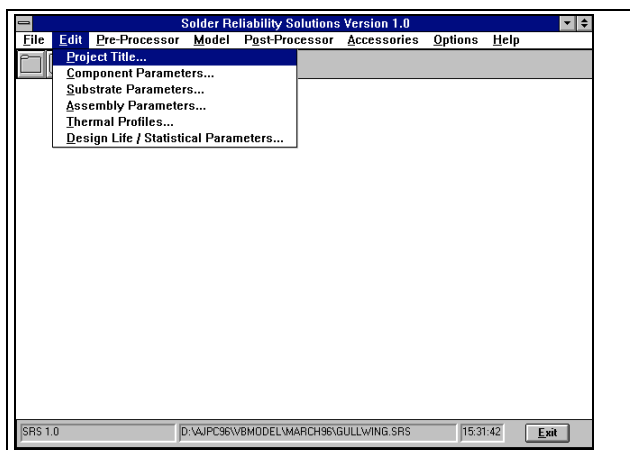 Solder Reliability Solutions Version 1.0
File Edit Pre-Processor Model Post-Processor Accessories Options Help
Project Title...
Component Parameters...
Substrate Parameters...
Assembly Parameters...
Thermal Profiles...
Design Life / Statistical Parameters...
SRS 1.0 D:\AJPC96\VBMODEL\MARCH96\GULLWING.SRS 15:31:42 Exit